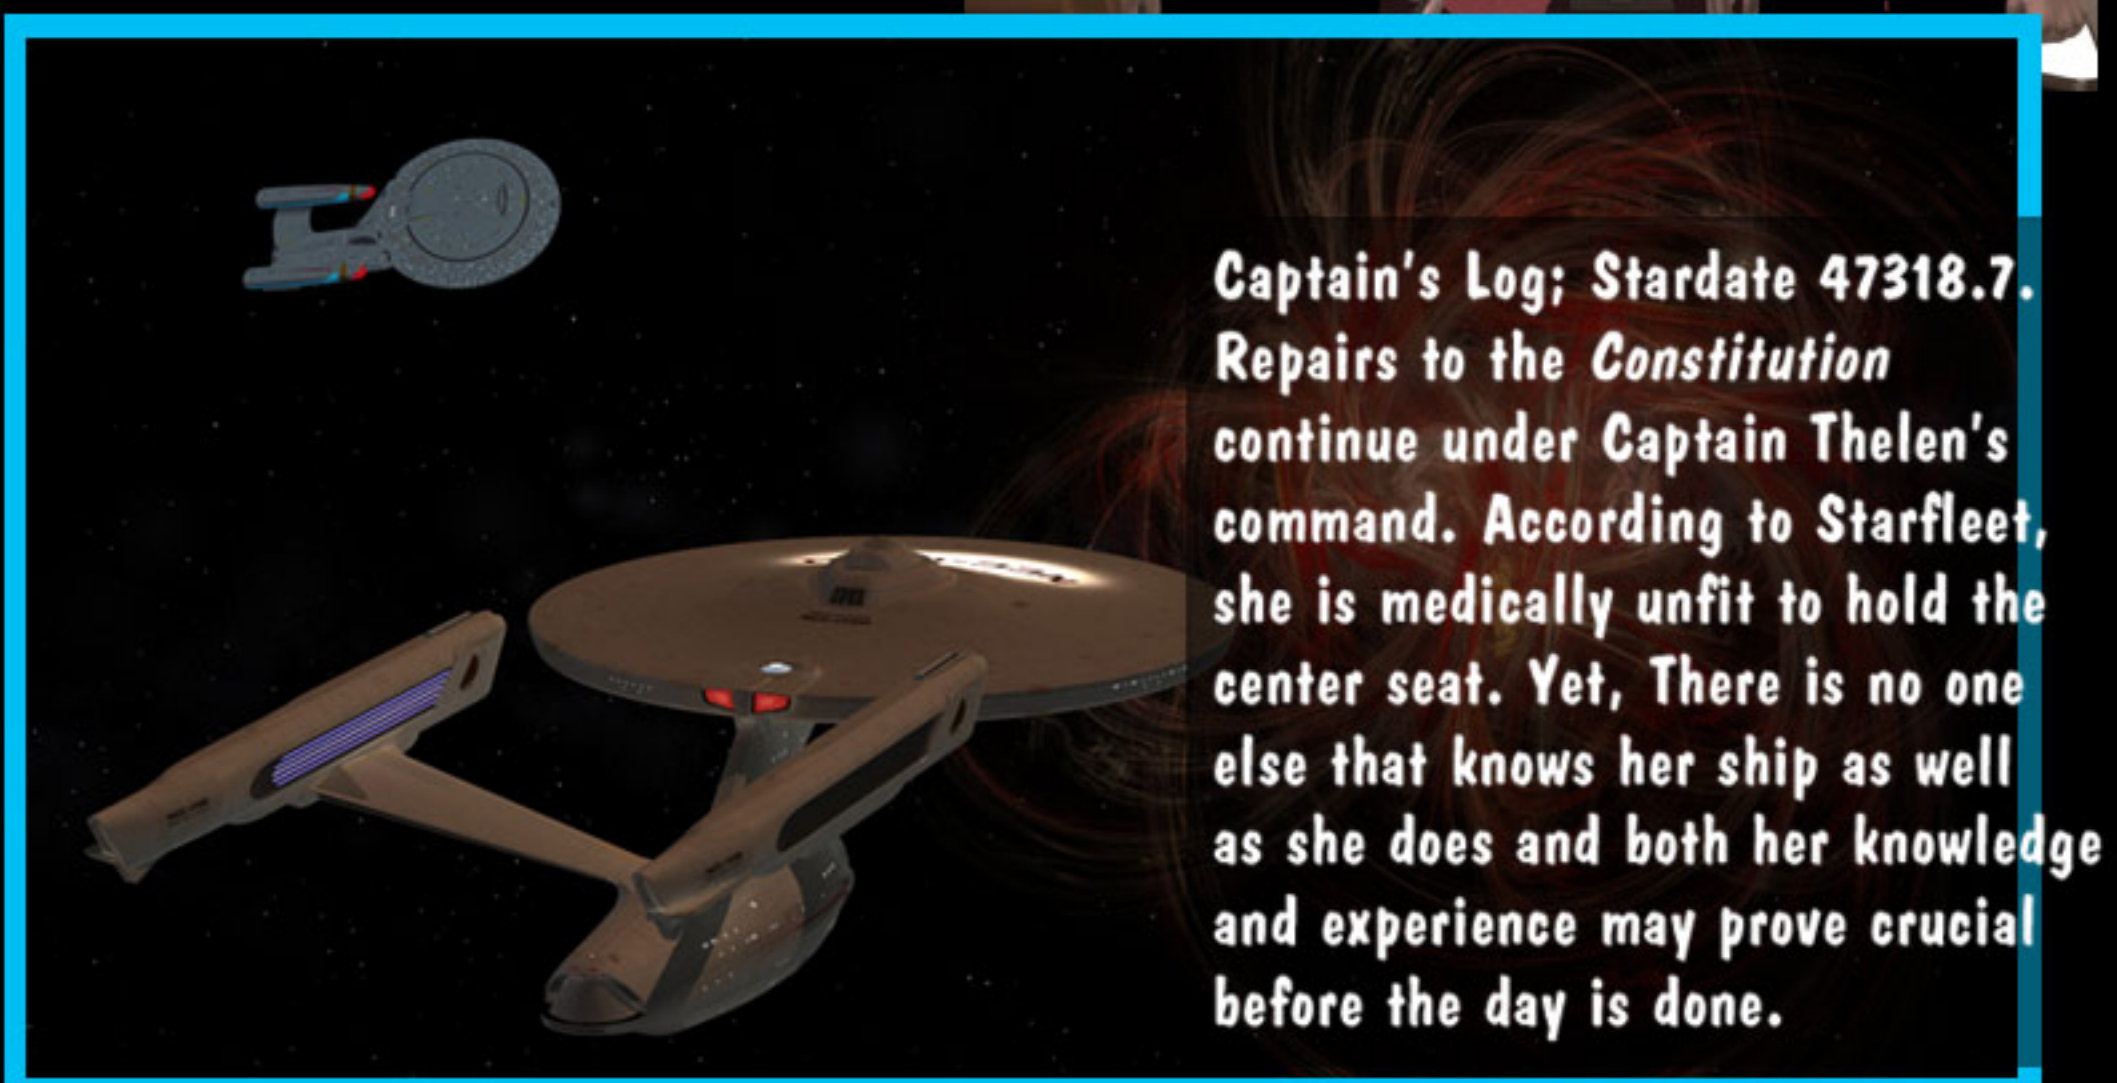 Captain's Log; Stardate 47318.7.
Repairs to the Constitution
continue under Captain Thelen's
command. According to Starfleet,
she is medically unfit to hold the
center seat. Yet, There is no one
else that knows her ship as well
as she does and both her knowledge
and experience may prove crucial
before the day is done.